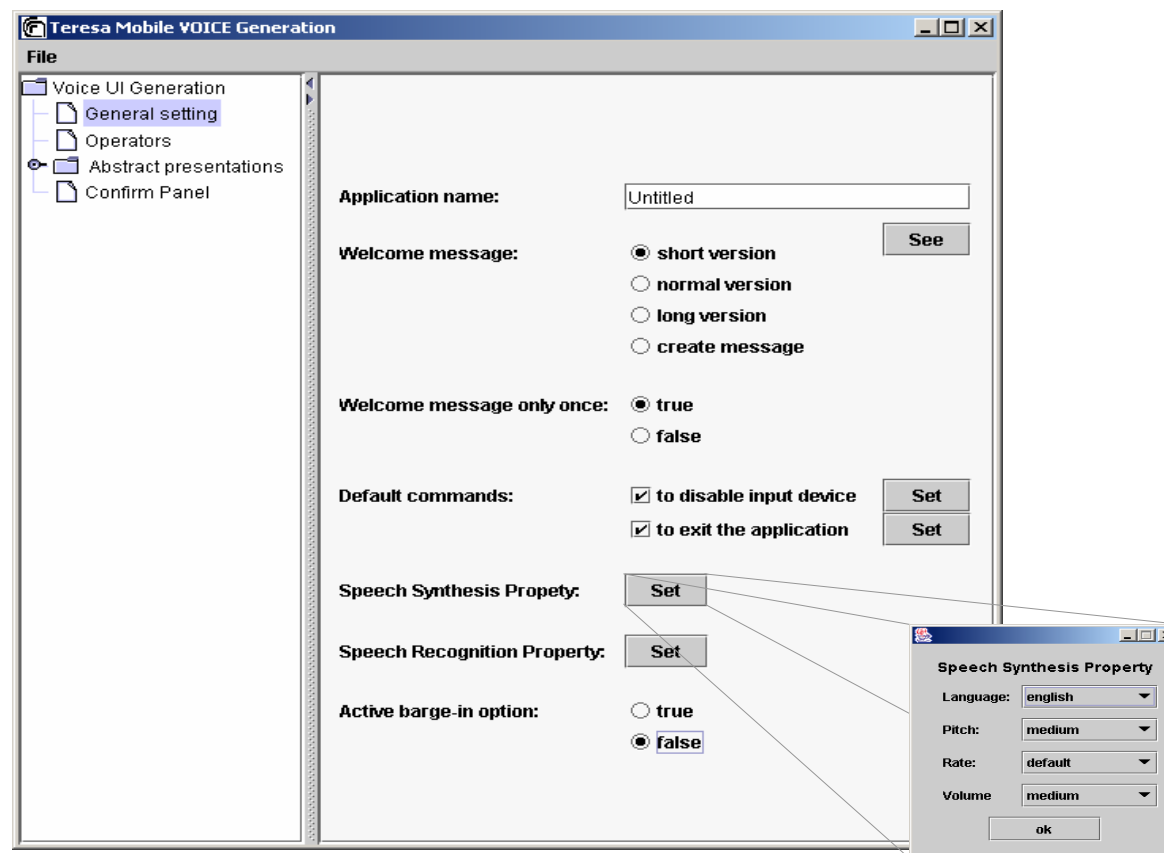 Teresa Mobile VOICE Generation
File
Voice UI Generation
General setting
Operators
Abstract presentations
Confirm Panel
Application name: Untitled
See
Welcome message: short version
normal version
long version
create message
Welcome message only once: true
false
Default commands: to disable input device Set
to exit the application Set
Speech Synthesis Propety: Set
Speech Recognition Property: Set
Active barge-in option: true
false
Speech Synthesis Property
Language: english
Pitch: medium
Rate: default
Volume medium
ok